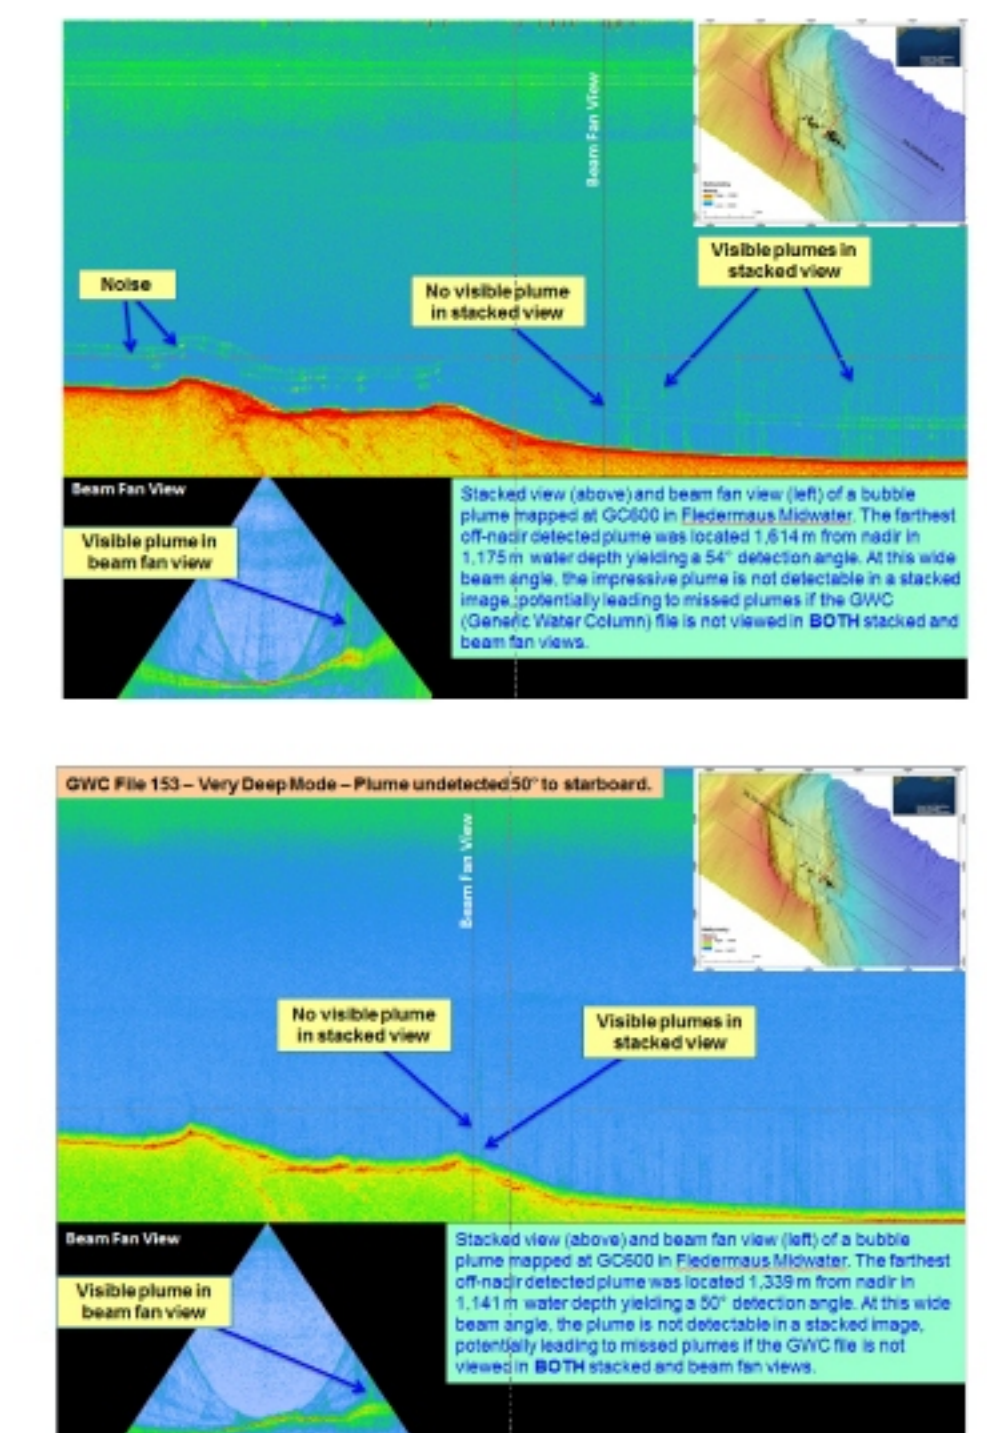 Beam Fan View
Visible plumes in
stacked view
Noise
No visible plume
in stacked view
Beam Fan View
Visible plume in
beam fan view
Stacked view (above) and beam fan view (left) of a bubble
plume mapped at GC600 in Fledermaus Midwater. The farthest
off-nadir detected plume was located 1,614 m from nadir in
1,175 m water depth yielding a 54° detection angle. At this wide
beam angle, the impressive plume is not detectable in a stacked
image, potentially leading to missed plumes if the GWC
(Generic Water Column) file is not viewed in BOTH stacked and
beam fan views.
GWC File 153 – Very Deep Mode – Plume undetected 50° to starboard.
Beam Fan View
No visible plume
in stacked view
Visible plumes in
stacked view
Beam Fan View
Visible plume in
beam fan view
Stacked view (above) and beam fan view (left) of a bubble
plume mapped at GC600 in Fledermaus Midwater. The farthest
off-nadir detected plume was located 1,339 m from nadir in
1,141 m water depth yielding a 50° detection angle. At this wide
beam angle, the plume is not detectable in a stacked image,
potentially leading to missed plumes if the GWC file is not
viewed in BOTH stacked and beam fan views.